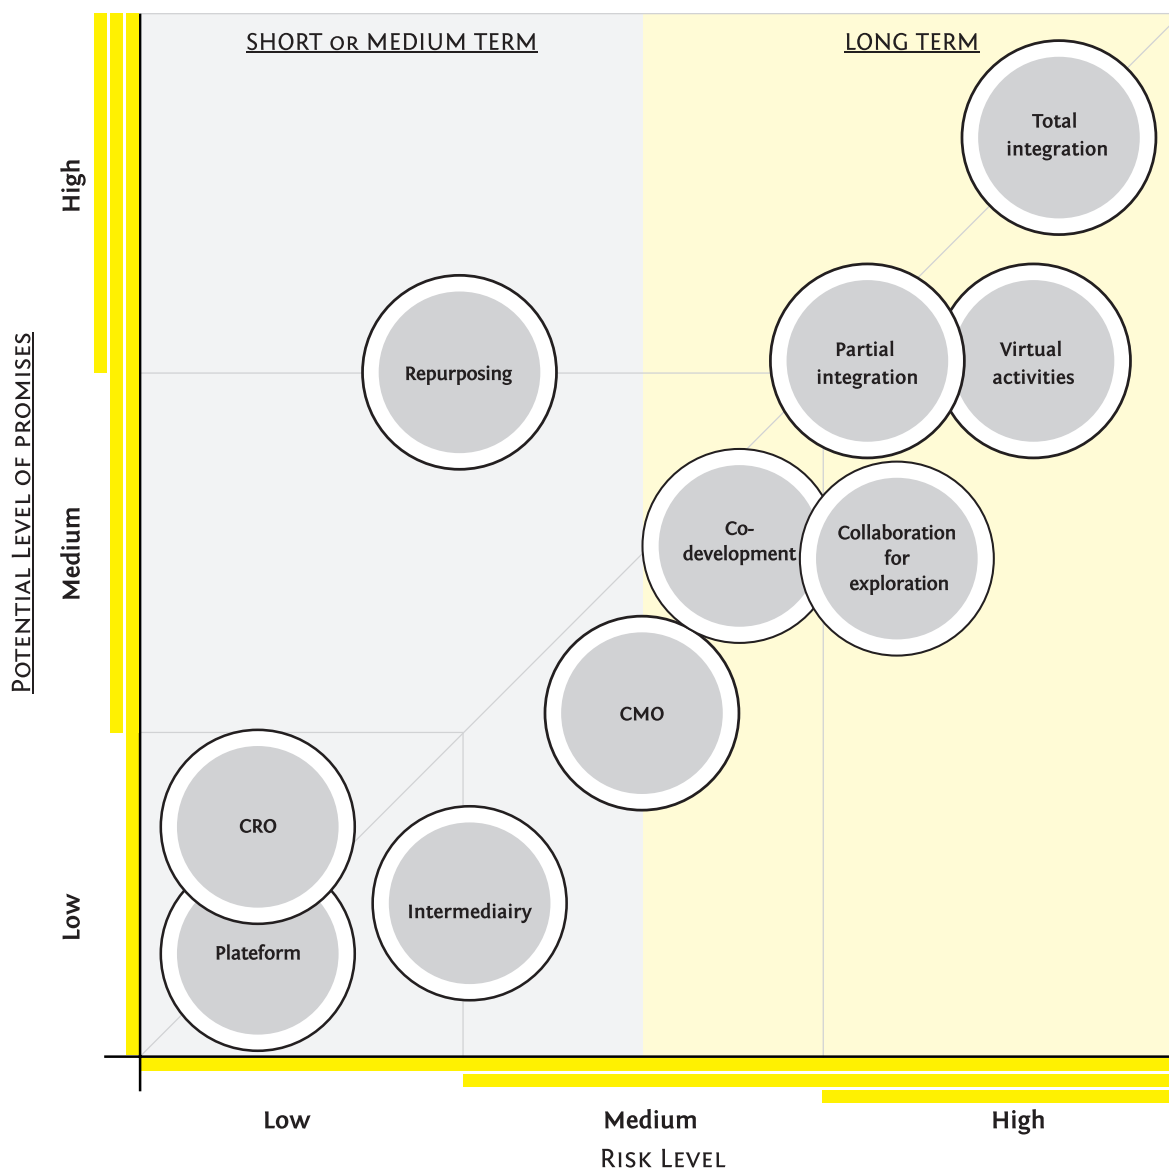 SHORT OR MEDIUM TERM
LONG TERM
Total
integration
High
Partial
integration
Virtual
activities
Repurposing
POTENTIAL LEVEL OF PROMISES
Medium
Co-
development
Collaboration
for
exploration
CMO
CRO
Low
Intermediairy
Plateform
Low
Medium
High
RISK LEVEL